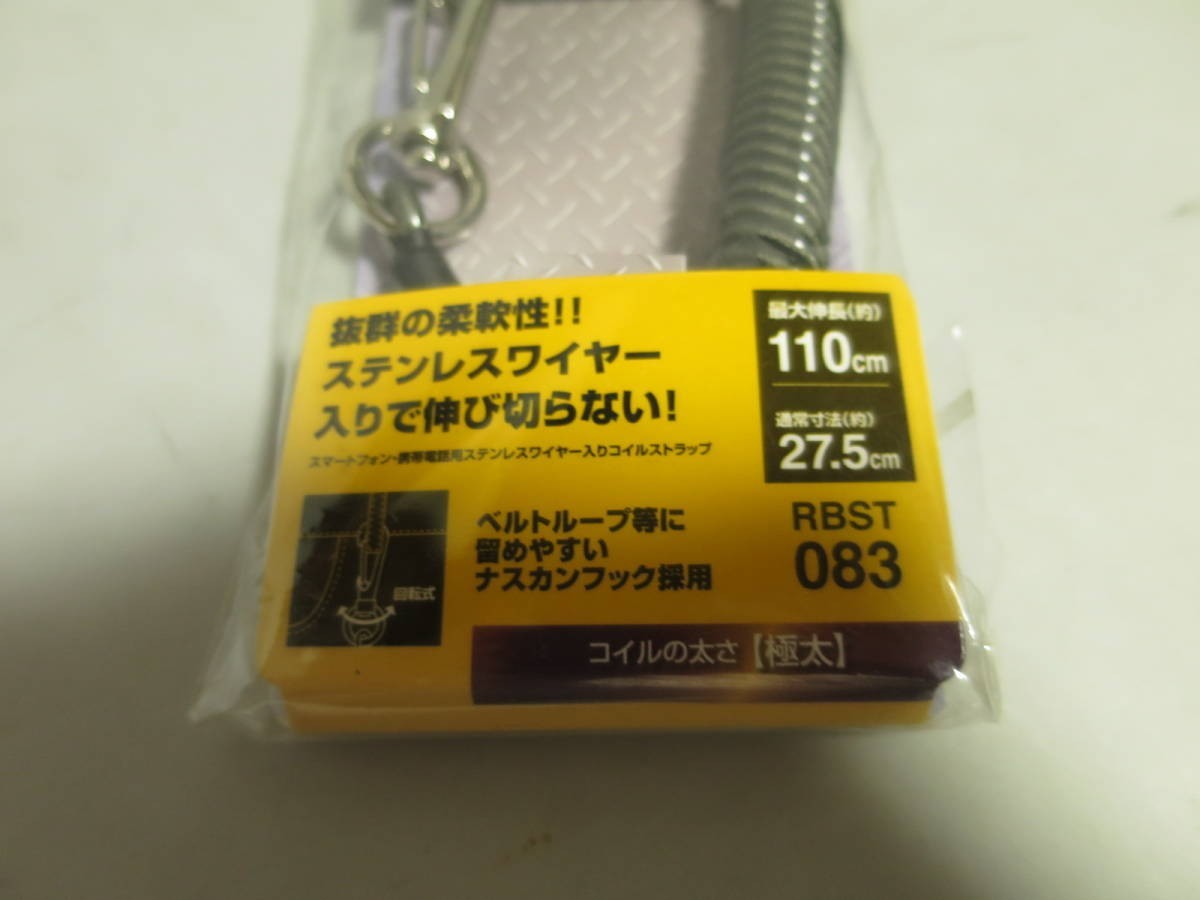 抜群の柔軟性!!
ステンレスワイヤー
入りで伸び切らない!
スマートフォン・携帯電話用ステンレスワイヤー入りコイルストラップ
最大伸長(約)
110cm
通常寸法(約)
27.5cm
回転式
ベルトループ等に
留めやすい
ナスカンフック採用
RBST
083
コイルの太さ【極太】